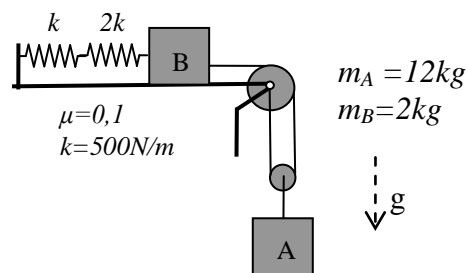 k 2k
B
μ=0,1
k=500N/m
m_A =12kg
m_B=2kg
g
A